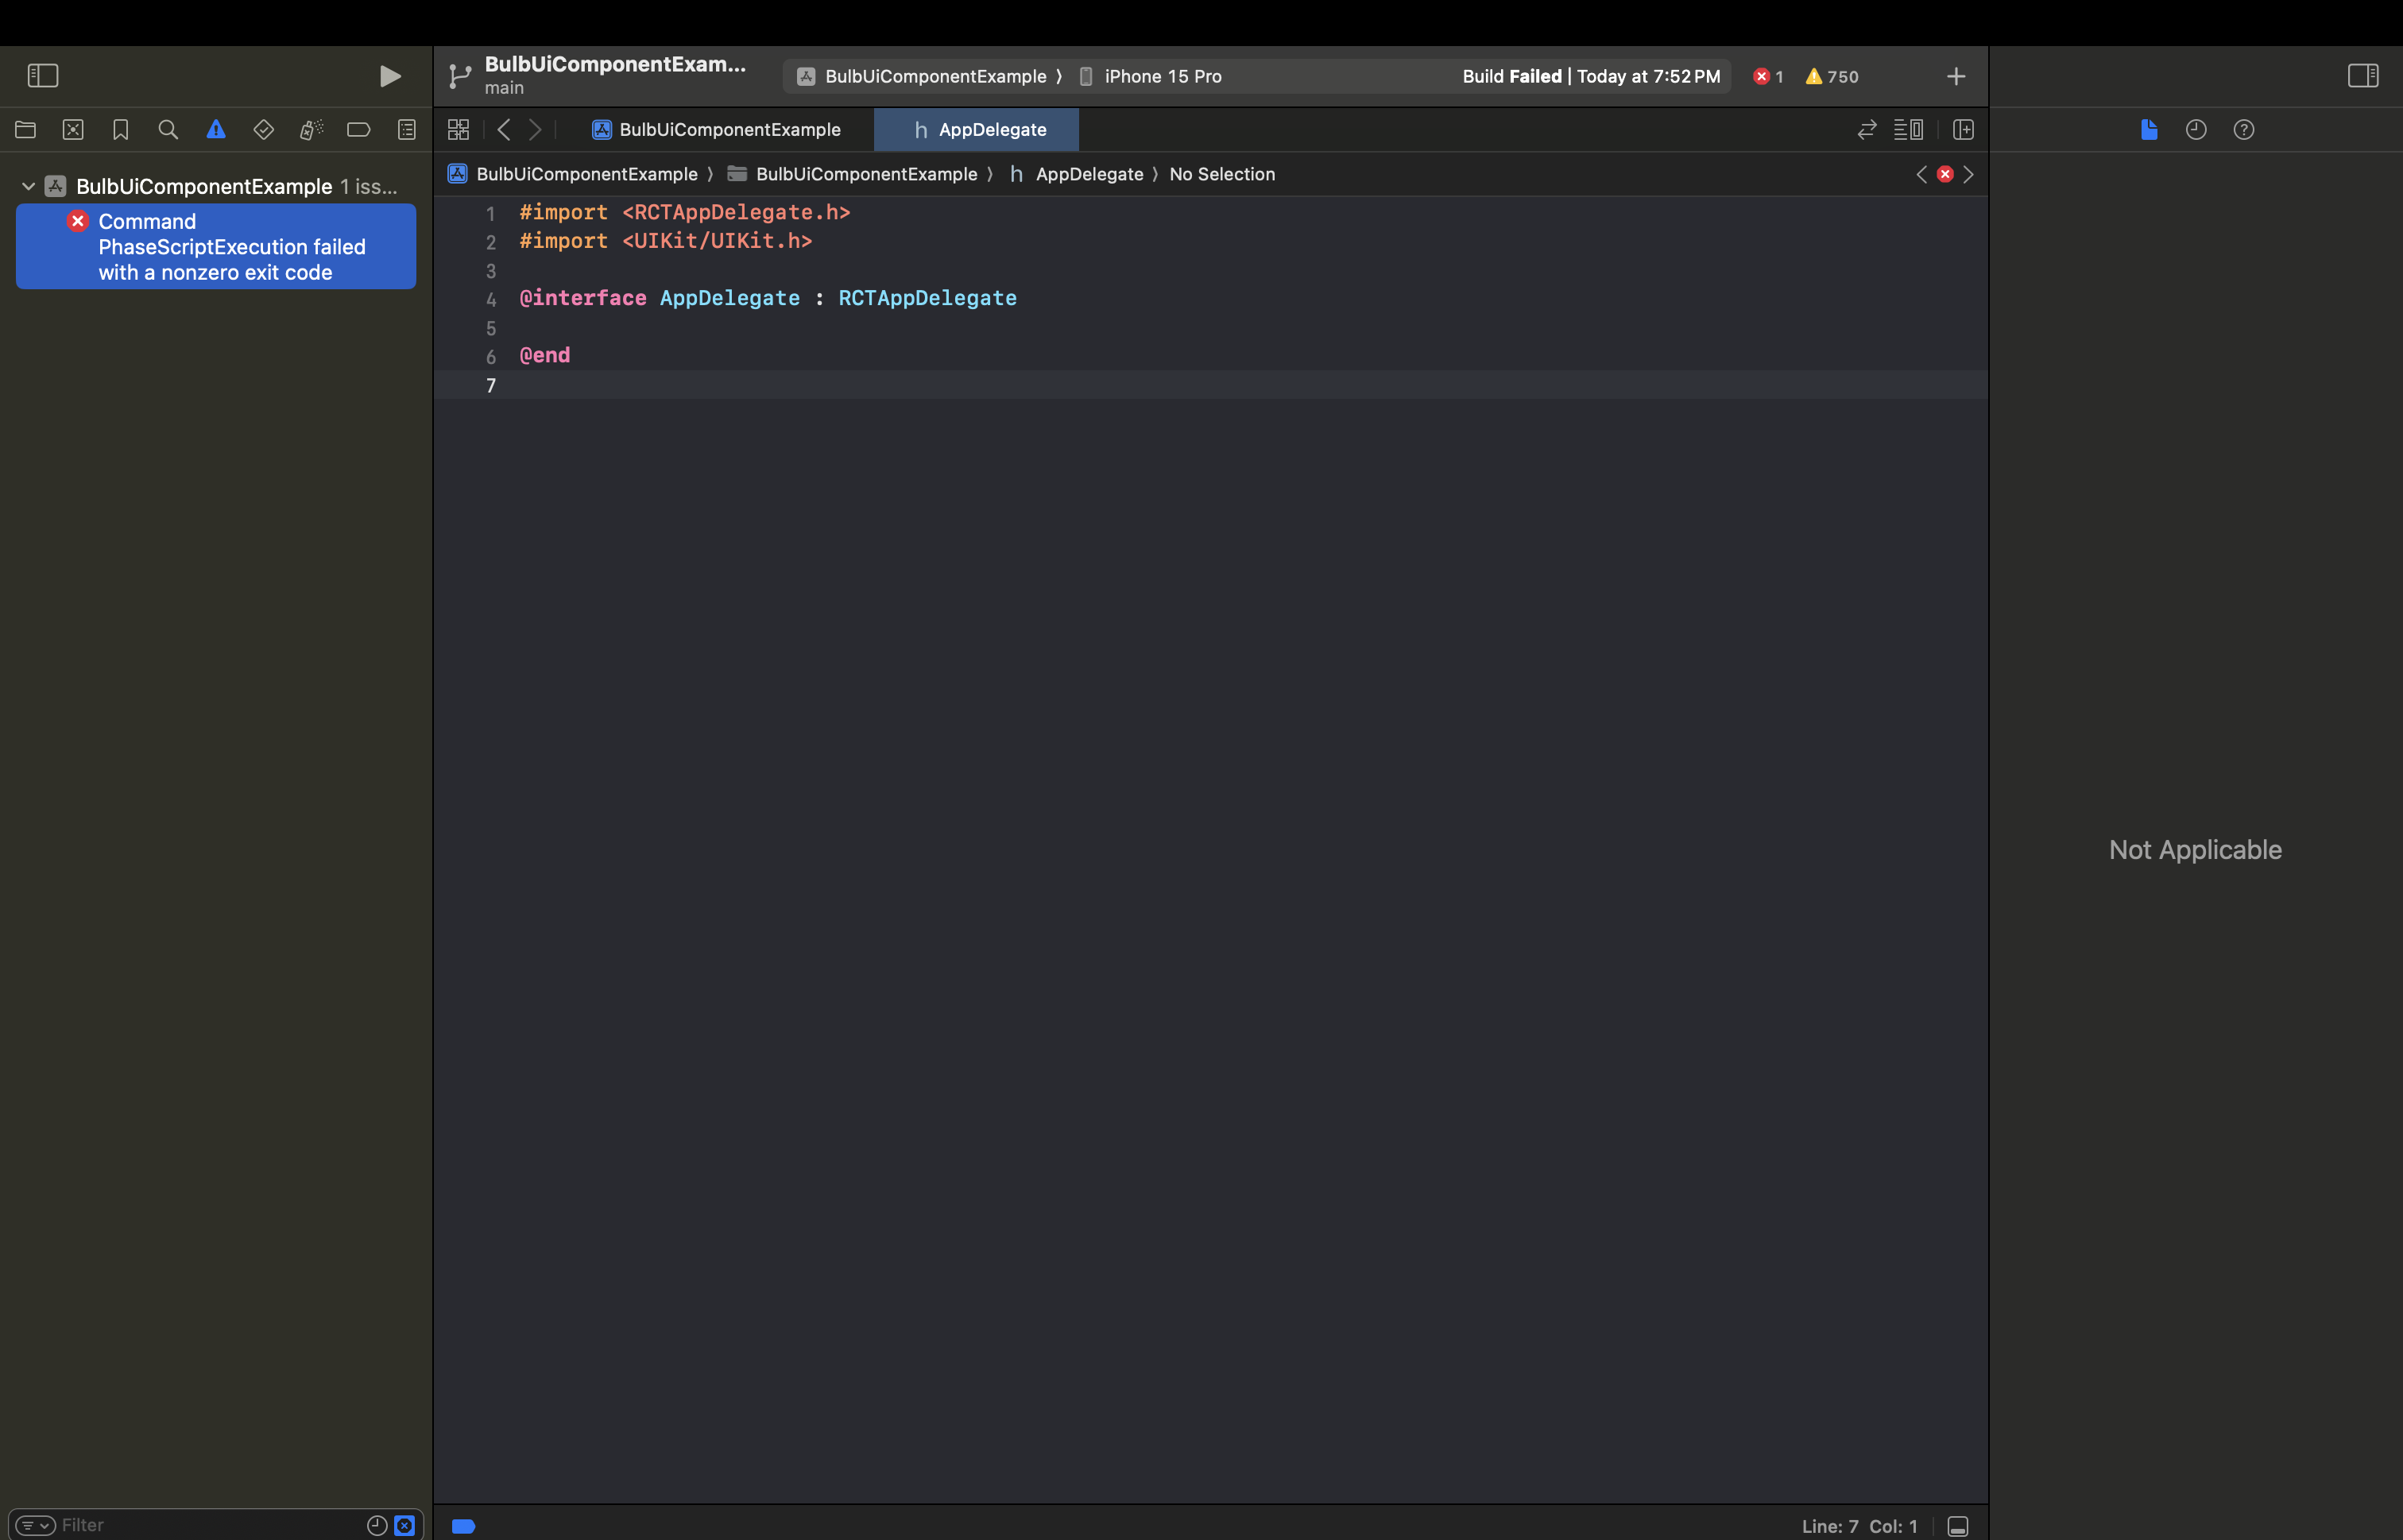 BulbUiComponentExam...
main
BulbUiComponentExample 〉 iPhone 15 Pro
Build Failed | Today at 7:52 PM
1
750
BulbUiComponentExample
h AppDelegate
BulbUiComponentExample 〉 BulbUiComponentExample 〉 h AppDelegate 〉 No Selection
BulbUiComponentExample 1 iss...
Command
PhaseScriptExecution failed
with a nonzero exit code
1 #import <RCTAppDelegate.h>
2 #import <UIKit/UIKit.h>
3
4 @interface AppDelegate : RCTAppDelegate
5
6 @end
7
Not Applicable
Filter
Line: 7 Col: 1